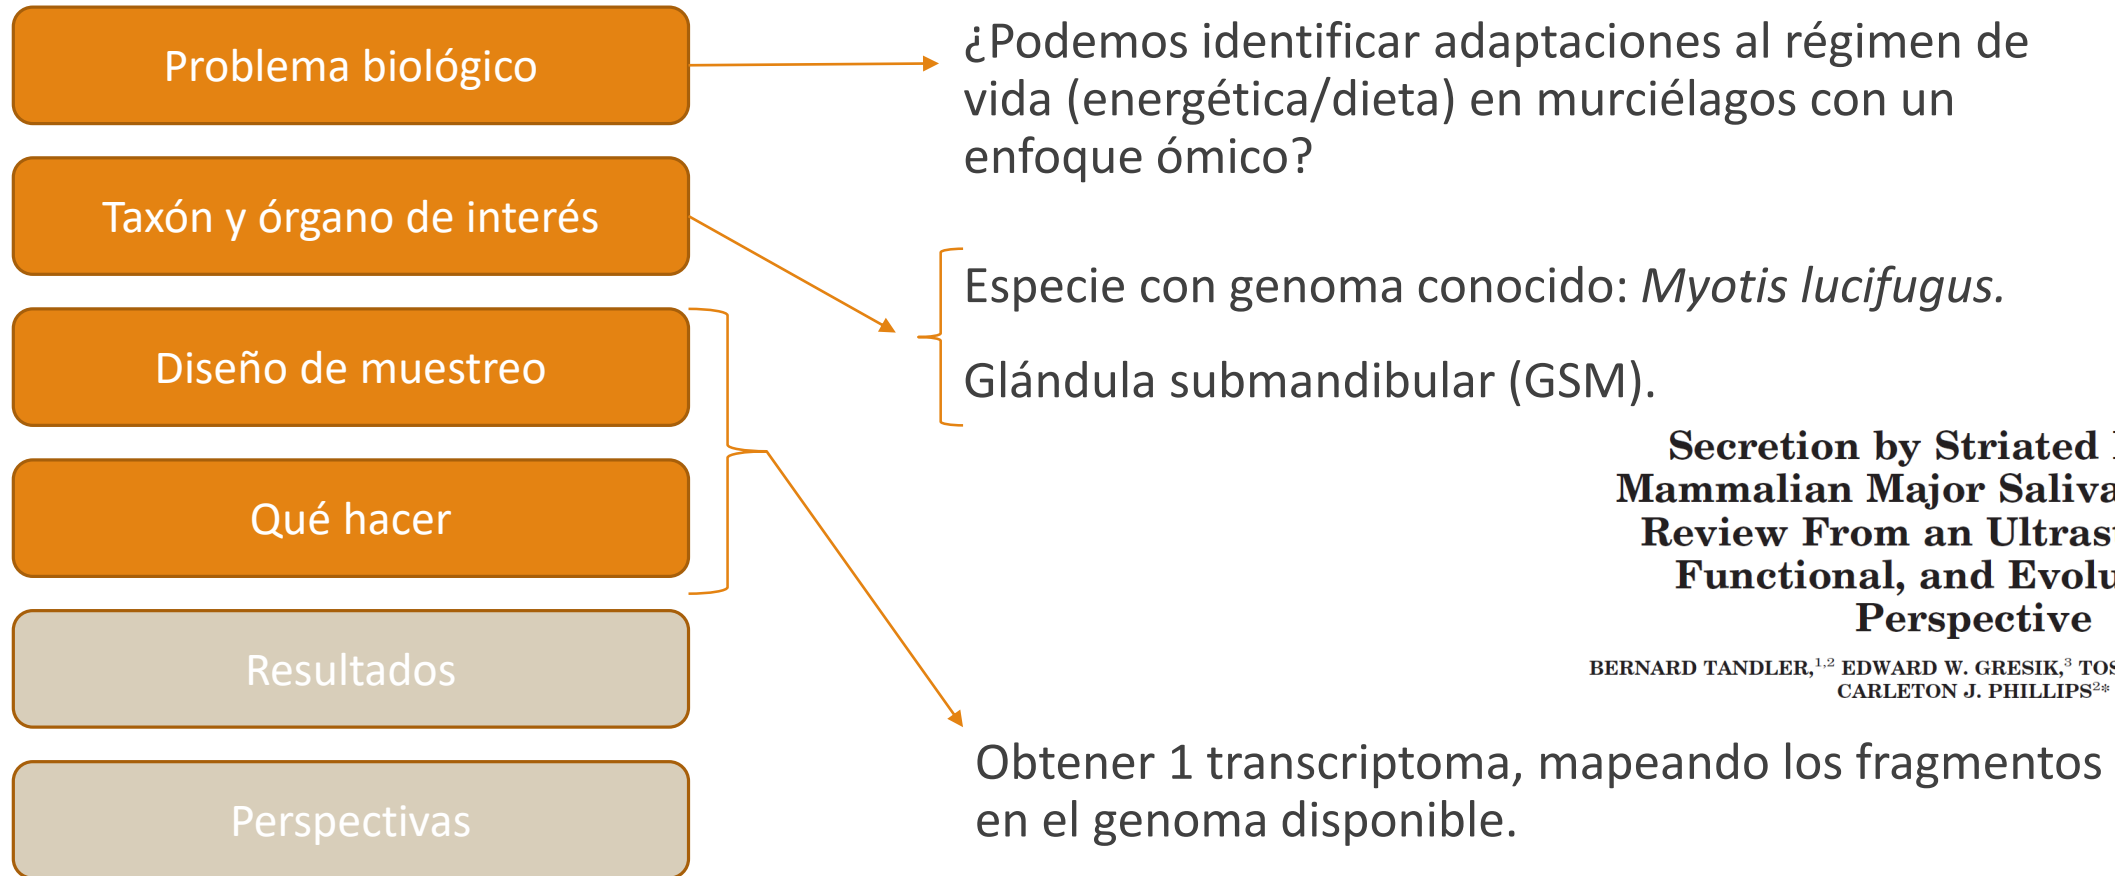 Problema biológico
¿Podemos identificar adaptaciones al régimen de
vida (energética/dieta) en murciélagos con un
enfoque ómico?
Taxón y órgano de interés
Especie con genoma conocido: Myotis lucifugus.
Glándula submandibular (GSM).
Diseño de muestreo
Qué hacer
Secretion by Striated
Mammalian Major
Review From an
Functional, and
Perspective
BERNARD TANDLER,1,2 EDWARD W. GRESIK,3
CARLETON J. PHILLIPS2*
Resultados
Perspectivas
Obtener 1 transcriptoma, mapeando los fragmentos
en el genoma disponible.